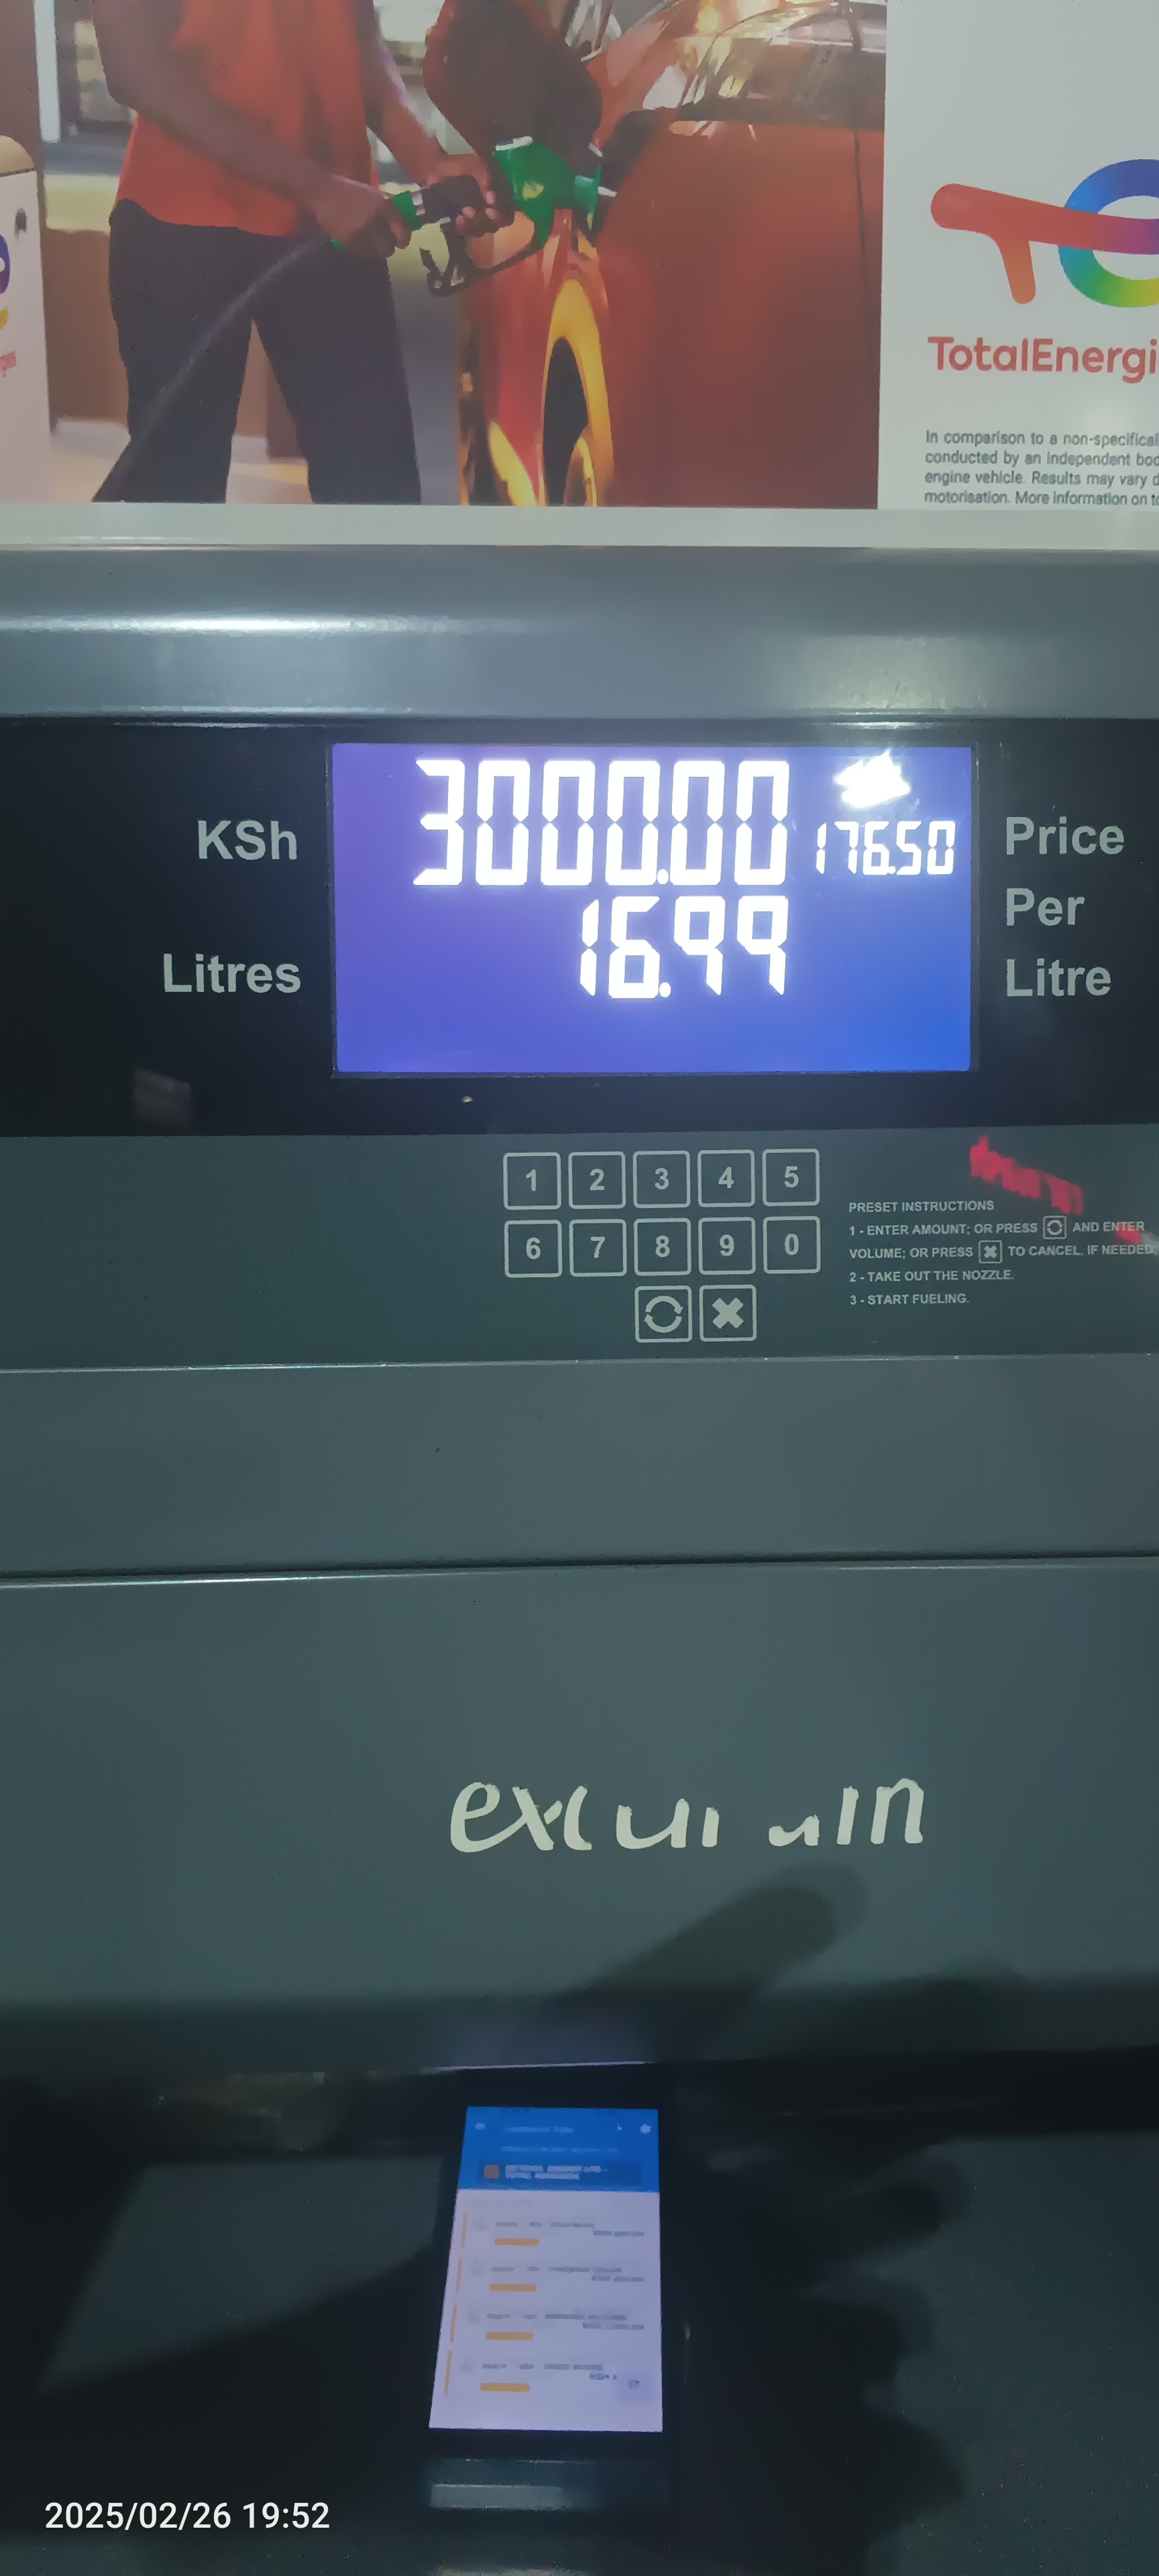 TotalEnergi
In comparison to a non-specifical
conducted by an independent bod
engine vehicle. Results may vary d
motorisation. More information on to
KSh 3000.00 176.50 Price
Per
Litres 16.99 Litre
1 2 3 4 5
6 7 8 9 0
PRESET INSTRUCTIONS
1 - ENTER AMOUNT; OR PRESS AND ENTER
VOLUME; OR PRESS TO CANCEL, IF NEEDED
2 - TAKE OUT THE NOZZLE.
3 - START FUELING.
2025/02/26 19:52